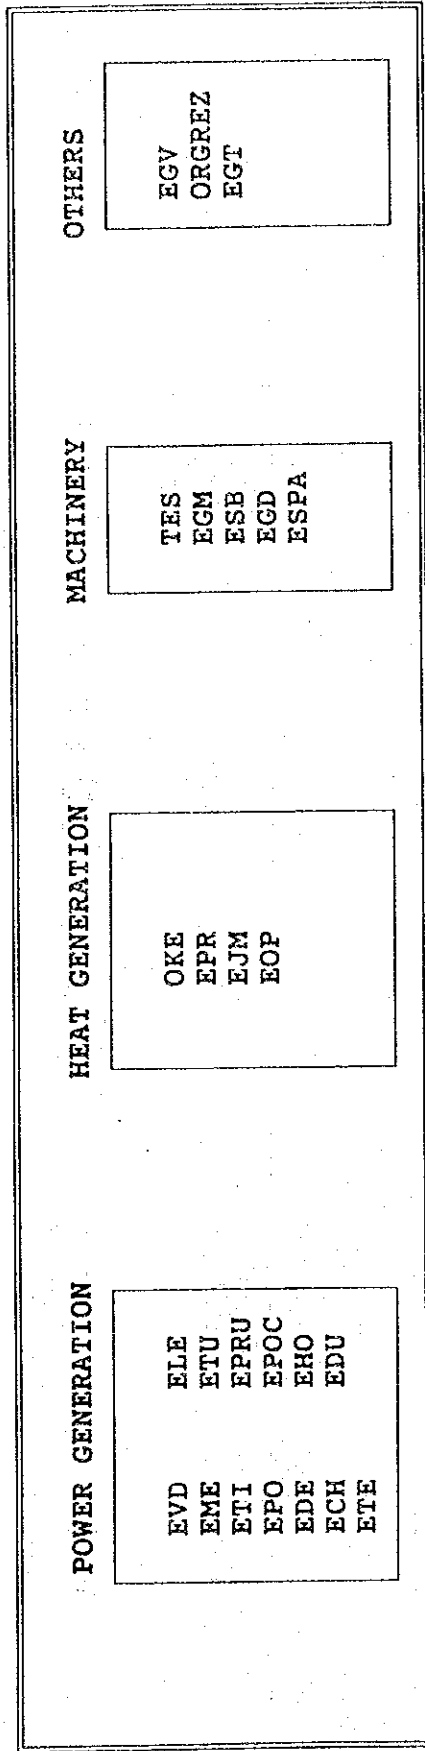 POWER GENERATION
EVD ELE
EME ETU
ETI EPRU
EPO EPOC
EDE EHO
ECH EDU
ETE
HEAT GENERATION
OKE
EPR
EJM
EOP
MACHINERY
TES
EGM
ESB
EGD
ESPA
OTHERS
EGV
ORGREZ
EGT